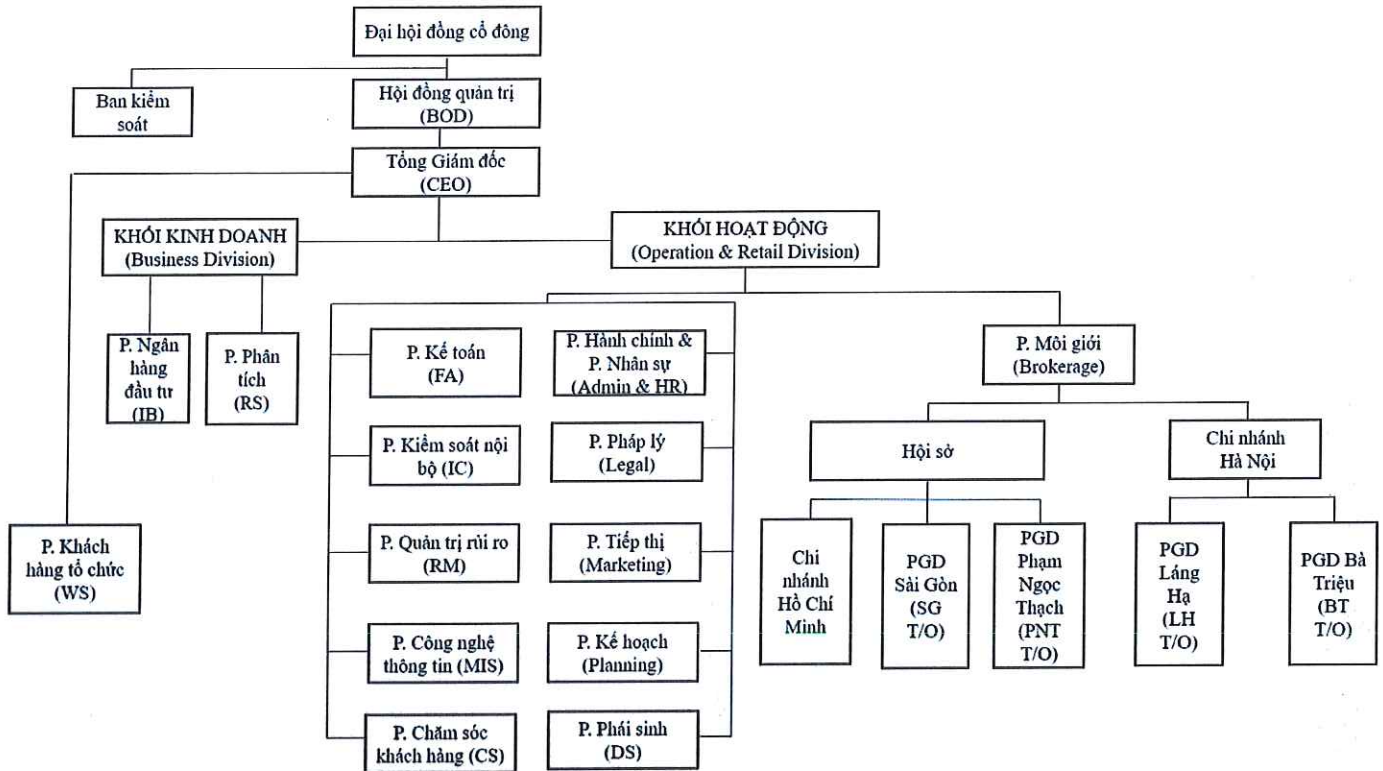 Đại hội đồng cổ đông
Ban kiểm
soát
Hội đồng quản trị
(BOD)
Tổng Giám đốc
(CEO)
KHỐI KINH DOANH
(Business Division)
KHỐI HOẠT ĐỘNG
(Operation & Retail Division)
P. Ngân
hàng
đầu tư
(IB)
P. Phân
tích
(RS)
P. Khách
hàng tổ chức
(WS)
P. Kế toán
(FA)
P. Hành chính &
P. Nhân sự
(Admin & HR)
P. Kiểm soát nội
bộ (IC)
P. Pháp lý
(Legal)
P. Quản trị rủi ro
(RM)
P. Tiếp thị
(Marketing)
P. Công nghệ
thông tin (MIS)
P. Kế hoạch
(Planning)
P. Chăm sóc
khách hàng (CS)
P. Phái sinh
(DS)
P. Môi giới
(Brokerage)
Hội sở
Chi nhánh
Hà Nội
Chi
nhánh
Hồ Chí
Minh
PGD
Sài Gòn
(SG
T/O)
PGD
Phạm
Ngọc
Thạch
(PNT
T/O)
PGD
Láng
Hạ
(LH
T/O)
PGD Bà
Triệu
(BT
T/O)